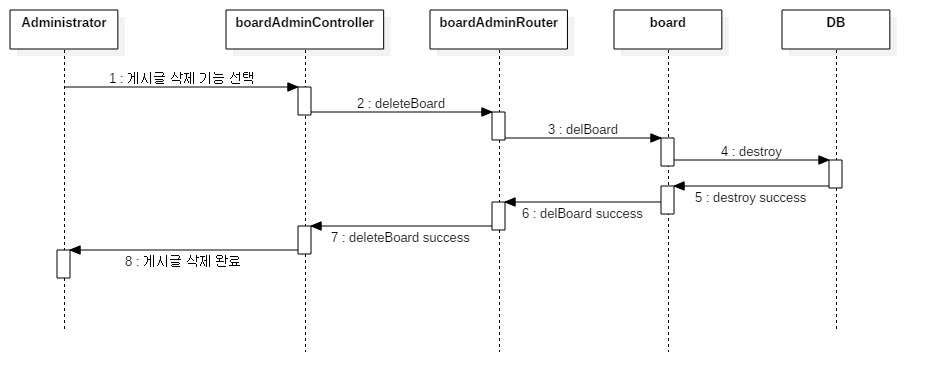 Administrator
boardAdminController
boardAdminRouter
board
DB
1 : 게시글 삭제 기능 선택
2 : deleteBoard
3 : delBoard
4 : destroy
5 : destroy success
6 : delBoard success
7 : deleteBoard success
8 : 게시글 삭제 완료